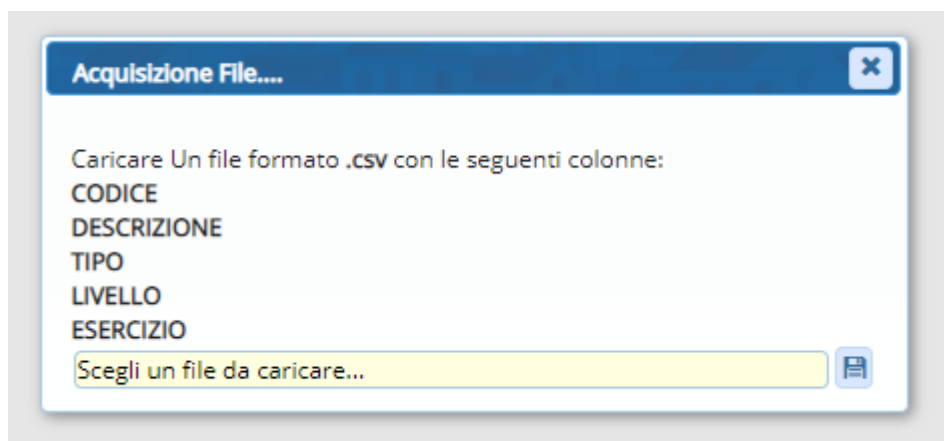 Acquisizione File....
Caricare Un file formato .csv con le seguenti colonne:
CODICE
DESCRIZIONE
TIPO
LIVELLO
ESERCIZIO
Scegli un file da caricare...